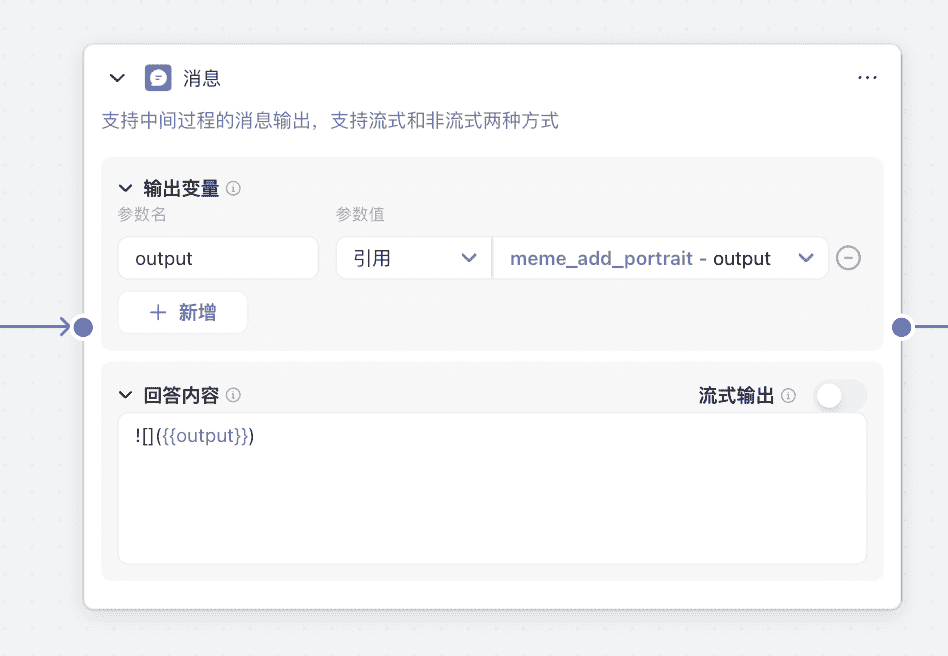 消息
支持中间过程的消息输出，支持流式和非流式两种方式
输出变量
参数名 参数值
output 引用 meme_add_portrait - output
新增
回答内容 流式输出
![]({{output}})